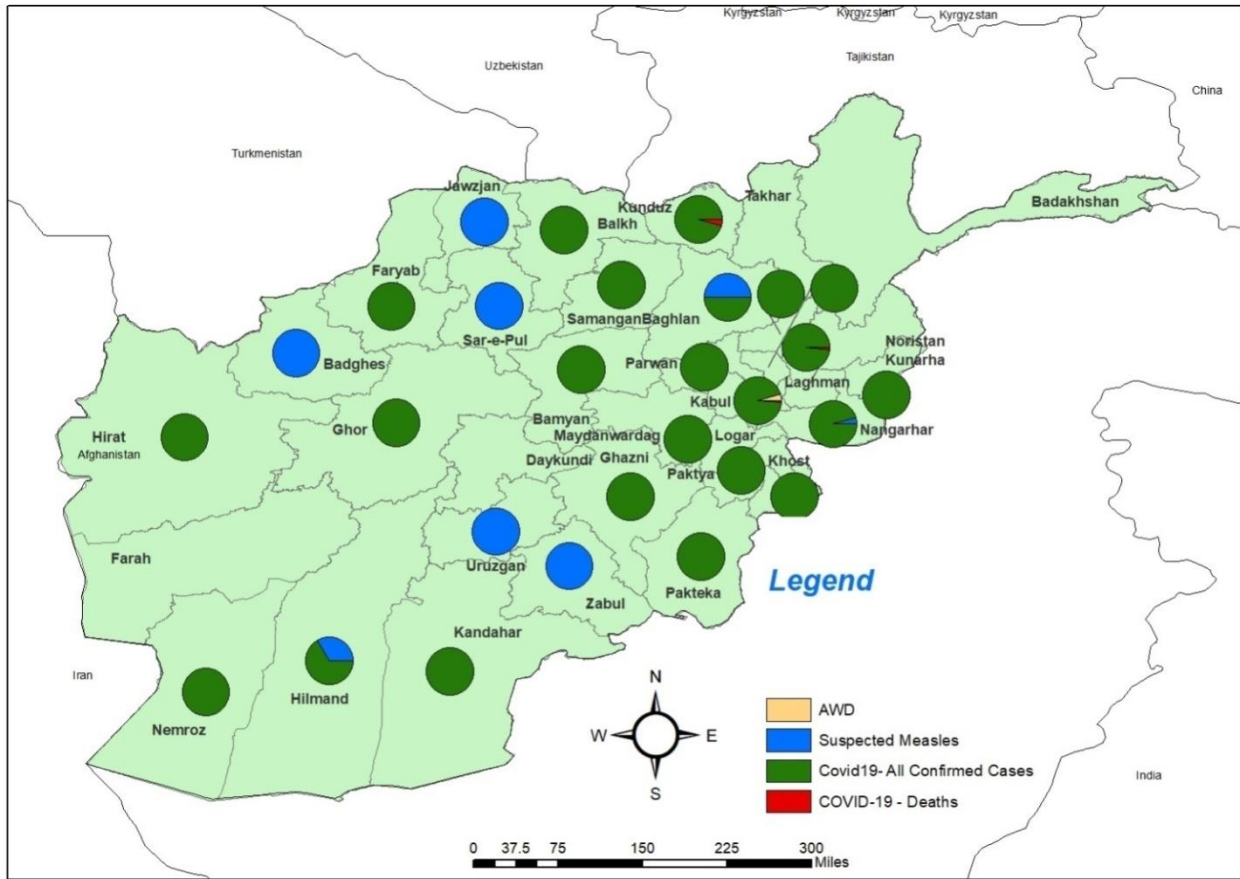 Kyrgyzstan
Kyrgyzstan
Kyrgyzstan
Uzbekistan
Tajikistan
China
Turkmenistan
Jawzjan
Takhar
Kunduz
Balkh
Badakhshan
Faryab
Samangan
Baghlan
Sar-e-Pul
Noristan
Kunarha
Badghes
Parwan
Laghman
Kabul
Bamyan
Ghor
Nangarhar
Hirat
Maydanwardag
Logar
Afghanistan
Daykundi
Ghazni
Khost
Paktya
Farah
Uruzgan
Legend
Pakteka
Zabul
Kandahar
Iran
Hilmand
Nemroz
N
W
E
S
AWD
Suspected Measles
Covid19- All Confirmed Cases
COVID-19 - Deaths
India
0 37.5 75 150 225 300
Miles